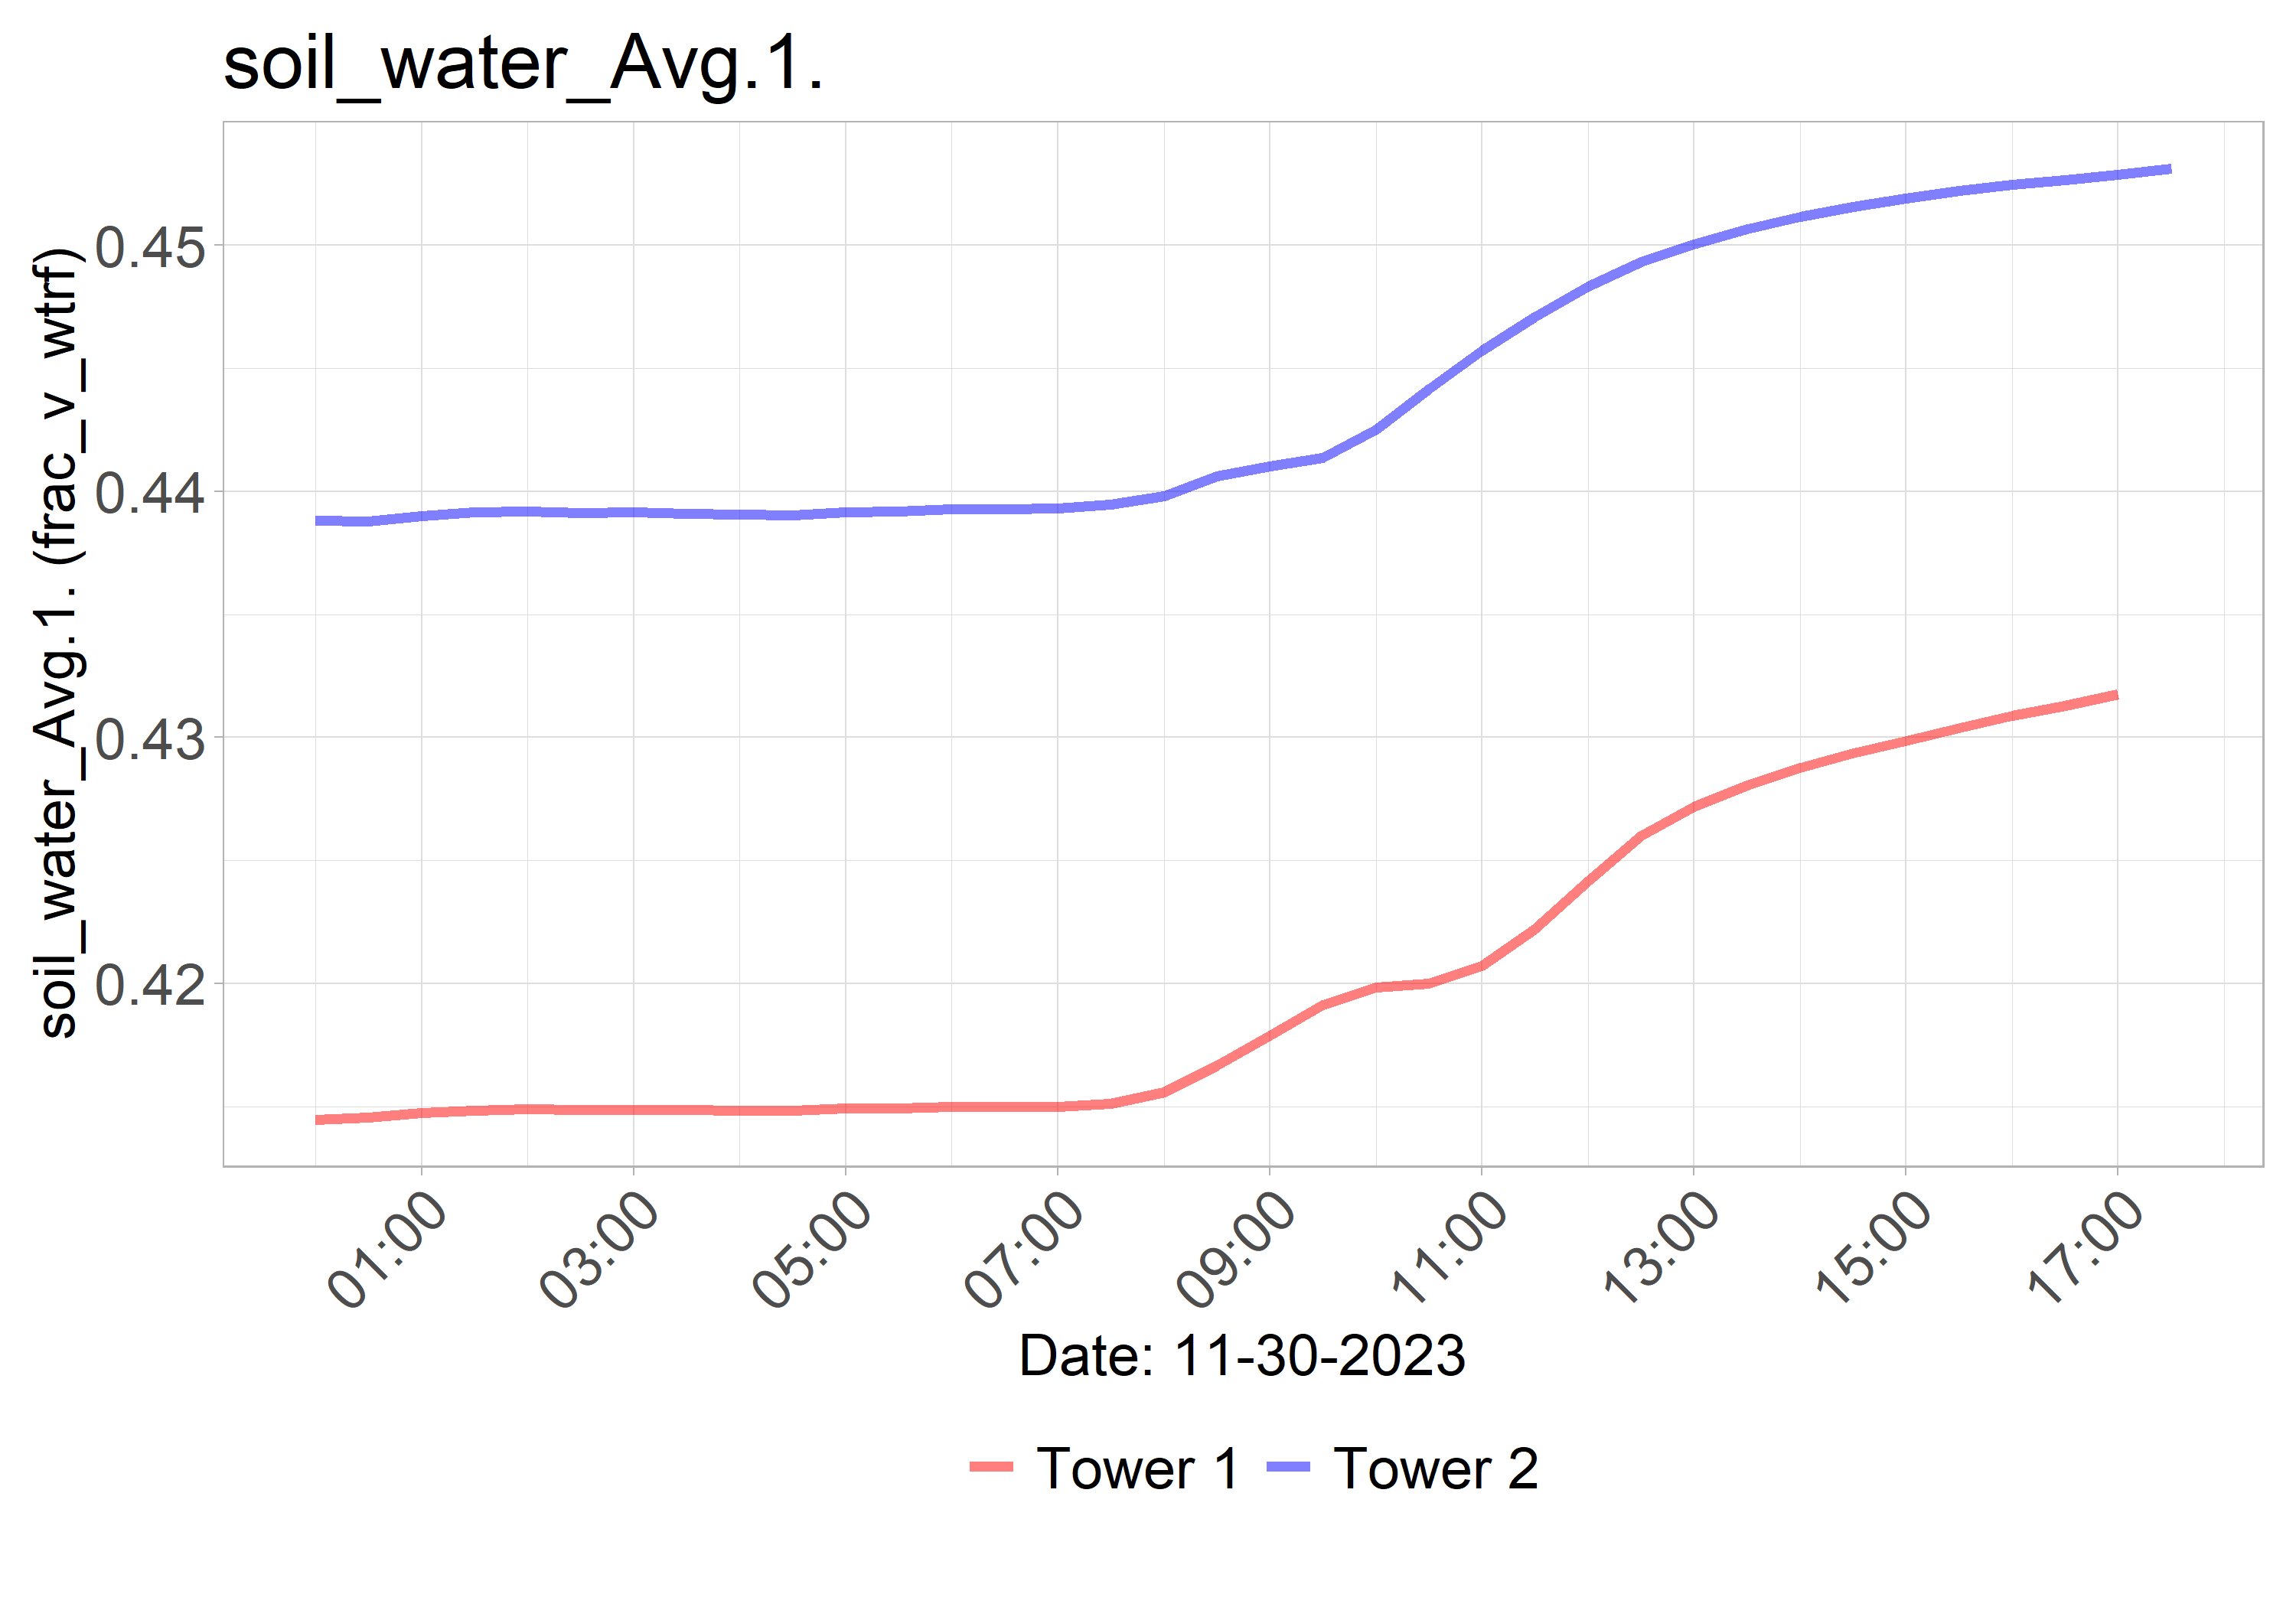 soil_water_Avg.1.
soil_water_Avg.1. (frac_v_wtrf)
0.45
0.44
0.43
0.42
01:00
03:00
05:00
07:00
09:00
11:00
13:00
15:00
17:00
Date: 11-30-2023
Tower 1
Tower 2